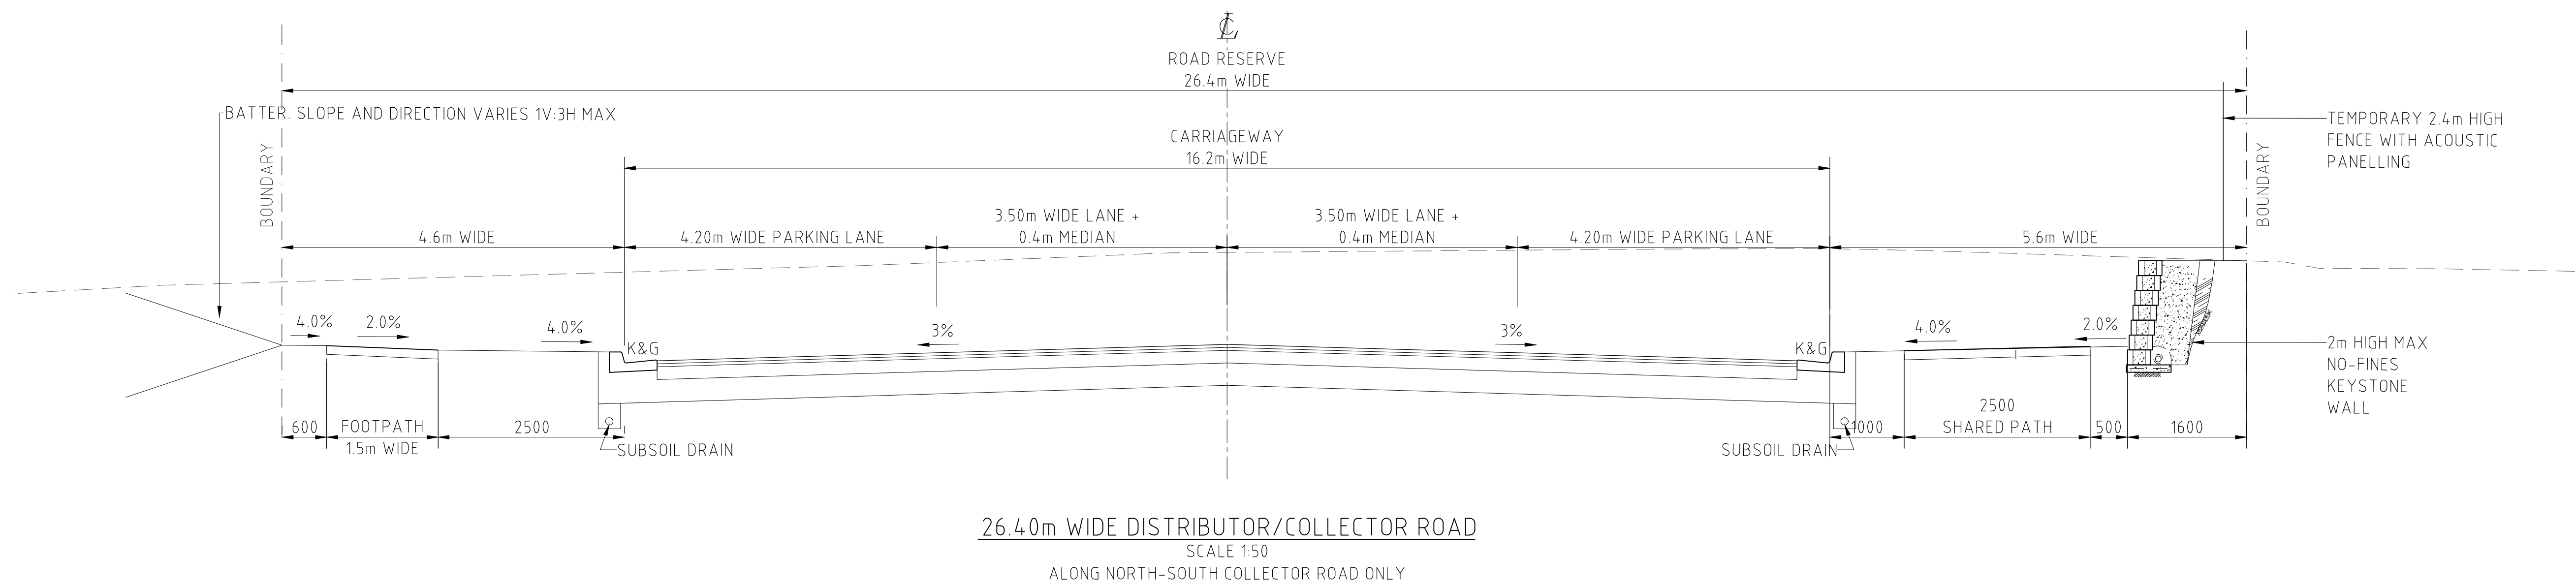 CL
ROAD RESERVE
26.4m WIDE
BATTER. SLOPE AND DIRECTION VARIES 1V:3H MAX
TEMPORARY 2.4m HIGH
FENCE WITH ACOUSTIC
PANELLING
BOUNDARY
BOUNDARY
CARRIAGEWAY
16.2m WIDE
4.6m WIDE
4.20m WIDE PARKING LANE
3.50m WIDE LANE +
0.4m MEDIAN
3.50m WIDE LANE +
0.4m MEDIAN
4.20m WIDE PARKING LANE
5.6m WIDE
4.0%
2.0%
4.0%
K&G
3%
3%
K&G
4.0%
2.0%
2m HIGH MAX
NO-FINES
KEYSTONE
WALL
600
FOOTPATH
1.5m WIDE
2500
SUBSOIL DRAIN
SUBSOIL DRAIN
1000
2500
SHARED PATH
500
1600
26.40m WIDE DISTRIBUTOR/COLLECTOR ROAD
SCALE 1:50
ALONG NORTH-SOUTH COLLECTOR ROAD ONLY